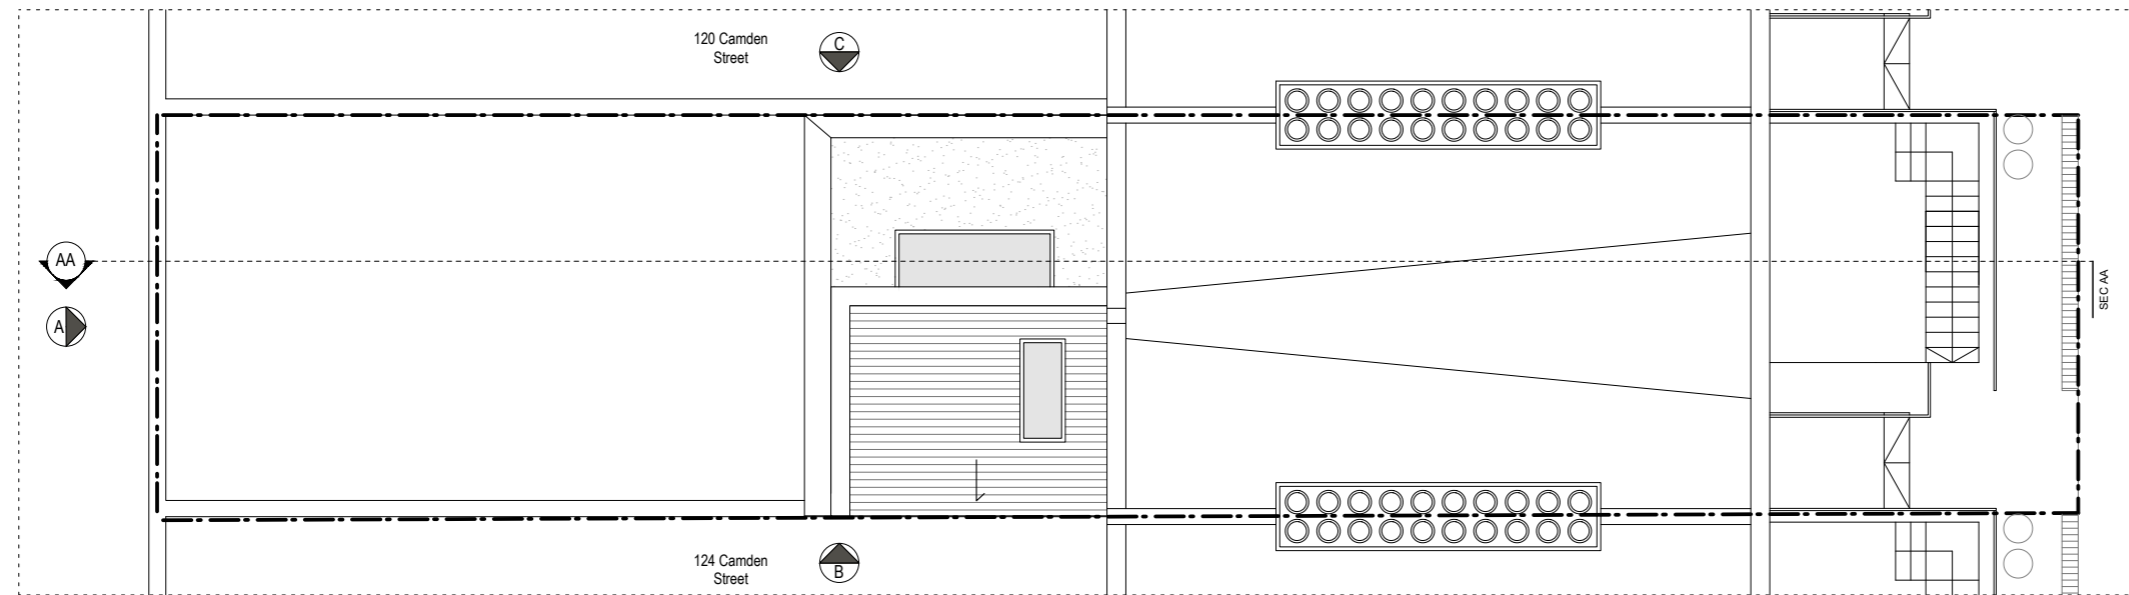 120 Camden
Street
C
AA
A
SEC AA
124 Camden
Street
B